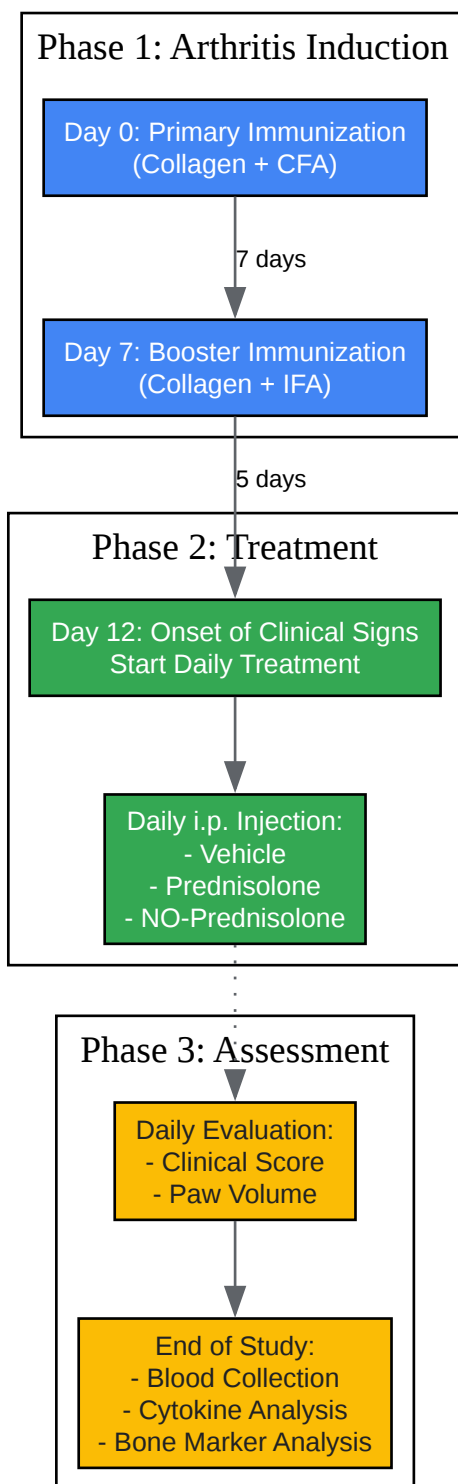 Phase 1: Arthritis Induction
Day 0: Primary Immunization
(Collagen + CFA)
7 days
Day 7: Booster Immunization
(Collagen + IFA)
5 days
Phase 2: Treatment
Day 12: Onset of Clinical Signs
Start Daily Treatment
Daily i.p. Injection:
- Vehicle
- Prednisolone
- NO-Prednisolone
Phase 3: Assessment
Daily Evaluation:
- Clinical Score
- Paw Volume
End of Study:
- Blood Collection
- Cytokine Analysis
- Bone Marker Analysis